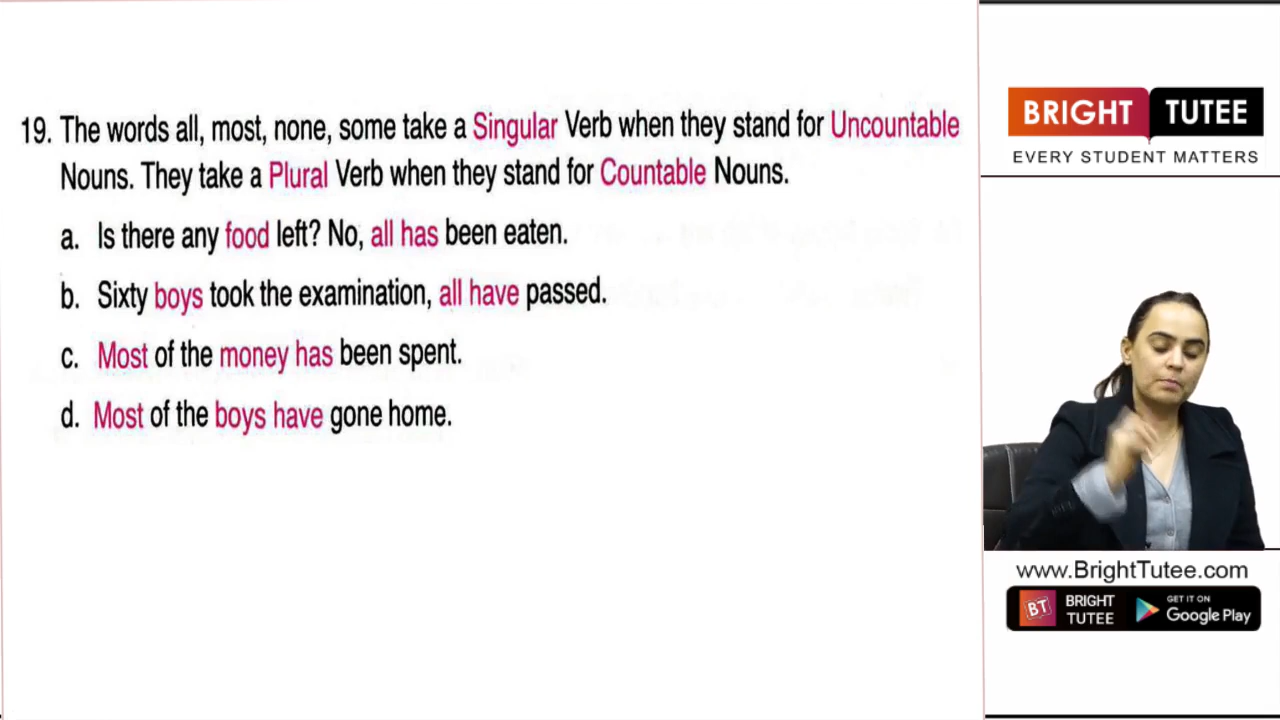 19. The words all, most, none, some take a Singular Verb when they stand for Uncountable
Nouns. They take a Plural Verb when they stand for Countable Nouns.
a. Is there any food left? No, all has been eaten.
b. Sixty boys took the examination, all have passed.
c. Most of the money has been spent.
d. Most of the boys have gone home.
BRIGHT TUTEE
EVERY STUDENT MATTERS
www.BrightTutee.com
BT BRIGHT TUTEE
GET IT ON
Google Play